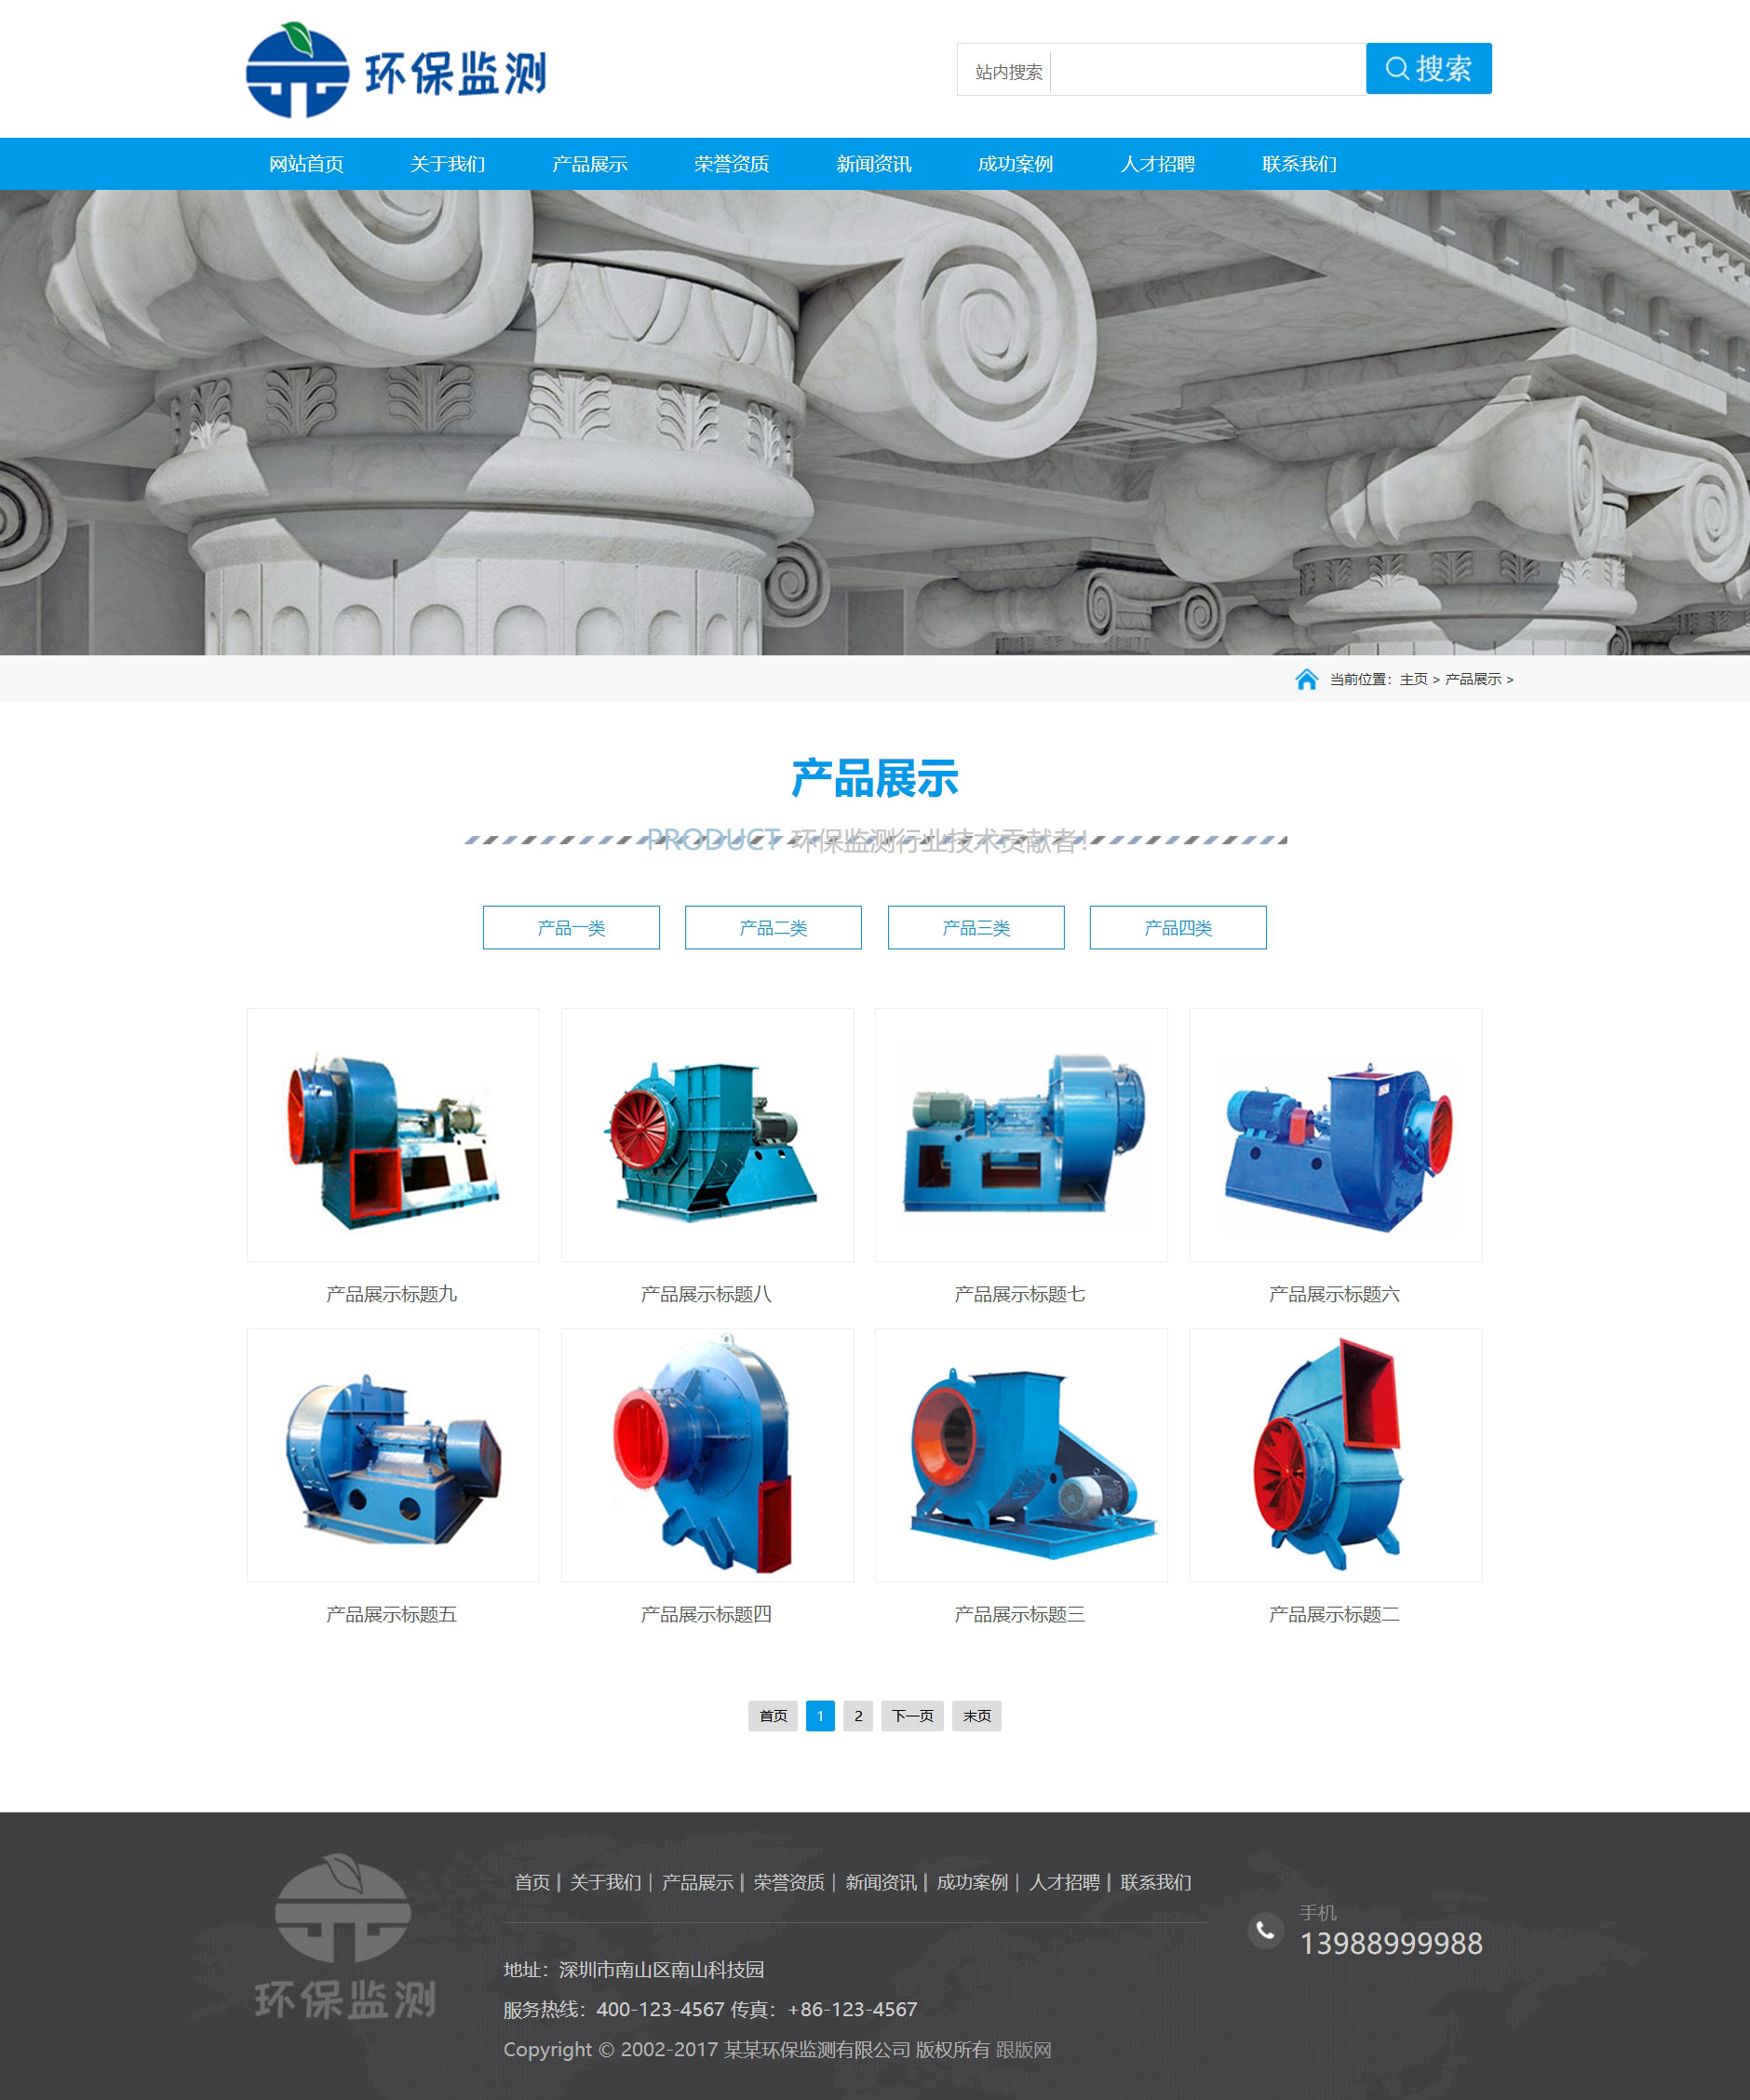 环保监测
站内搜索
搜索
网站首页 关于我们 产品展示 荣誉资质 新闻资讯 成功案例 人才招聘 联系我们
当前位置：主页 > 产品展示 >
产品展示
PRODUCT 环保监测行业技术贡献者！
产品一类 产品二类 产品三类 产品四类
产品展示标题九 产品展示标题八 产品展示标题七 产品展示标题六
产品展示标题五 产品展示标题四 产品展示标题三 产品展示标题二
首页 1 2 下一页 末页
环保监测
首页 | 关于我们 | 产品展示 | 荣誉资质 | 新闻资讯 | 成功案例 | 人才招聘 | 联系我们
地址：深圳市南山区南山科技园
服务热线：400-123-4567 传真：+86-123-4567
Copyright © 2002-2017 某某环保监测有限公司 版权所有 跟版网
手机
13988999988